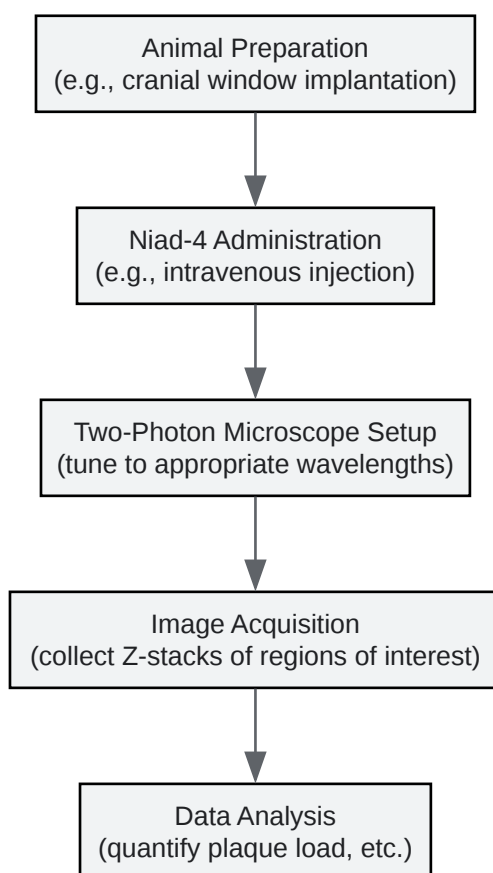 Animal Preparation
(e.g., cranial window implantation)
Niad-4 Administration
(e.g., intravenous injection)
Two-Photon Microscope Setup
(tune to appropriate wavelengths)
Image Acquisition
(collect Z-stacks of regions of interest)
Data Analysis
(quantify plaque load, etc.)